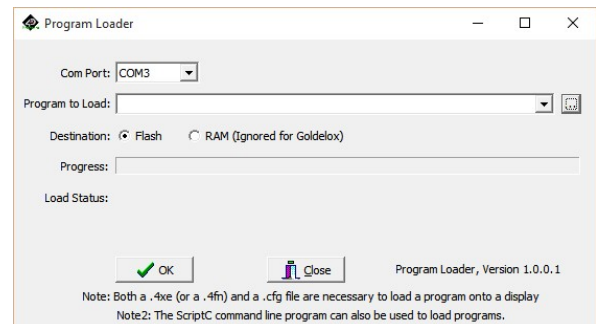 Program Loader
Com Port: COM3
Program to Load:
Destination: Flash RAM (Ignored for Goldelox)
Progress:
Load Status:
OK Close Program Loader, Version 1.0.0.1
Note: Both a .4xe (or a .4fn) and a .cfg file are necessary to load a program onto a display
Note2: The ScriptC command line program can also be used to load programs.